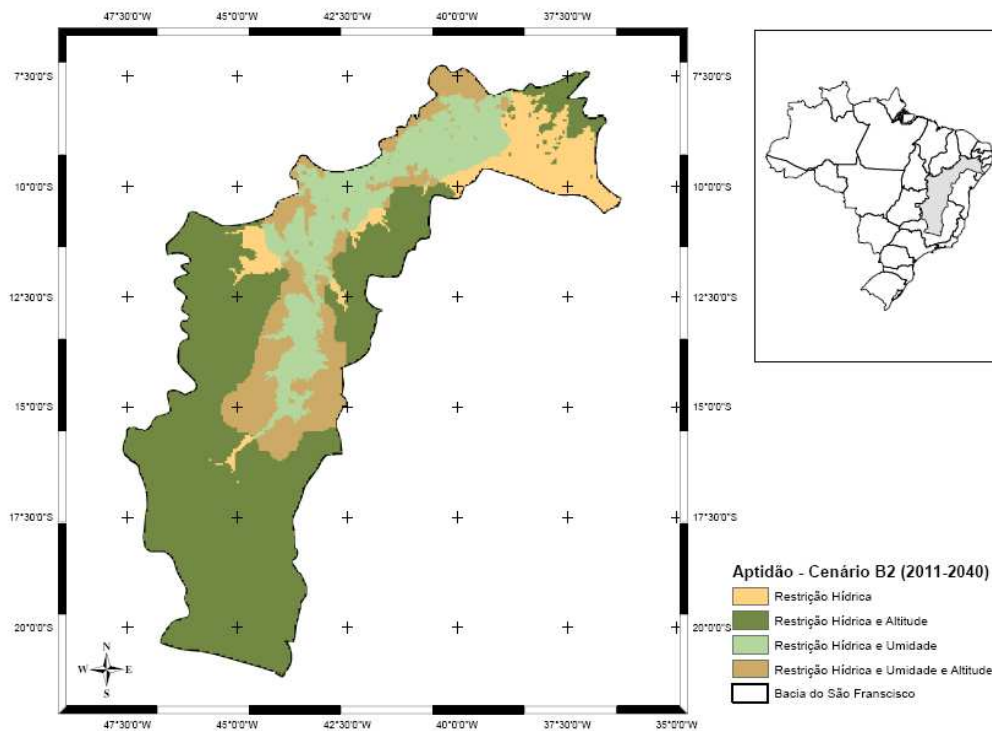 47°30'0"W 45°0'0"W 42°30'0"W 40°0'0"W 37°30'0"W
7°30'0"S 7°30'0"S
10°0'0"S 10°0'0"S
12°30'0"S 12°30'0"S
15°0'0"S 15°0'0"S
17°30'0"S 17°30'0"S
20°0'0"S 20°0'0"S
N
W E
S
47°30'0"W 45°0'0"W 42°30'0"W 40°0'0"W 37°30'0"W 35°0'0"W
Aptidão - Cenário B2 (2011-2040)
Restrição Hídrica
Restrição Hídrica e Altitude
Restrição Hídrica e Umidade
Restrição Hídrica e Umidade e Altitude
Bacia do São Franscisco